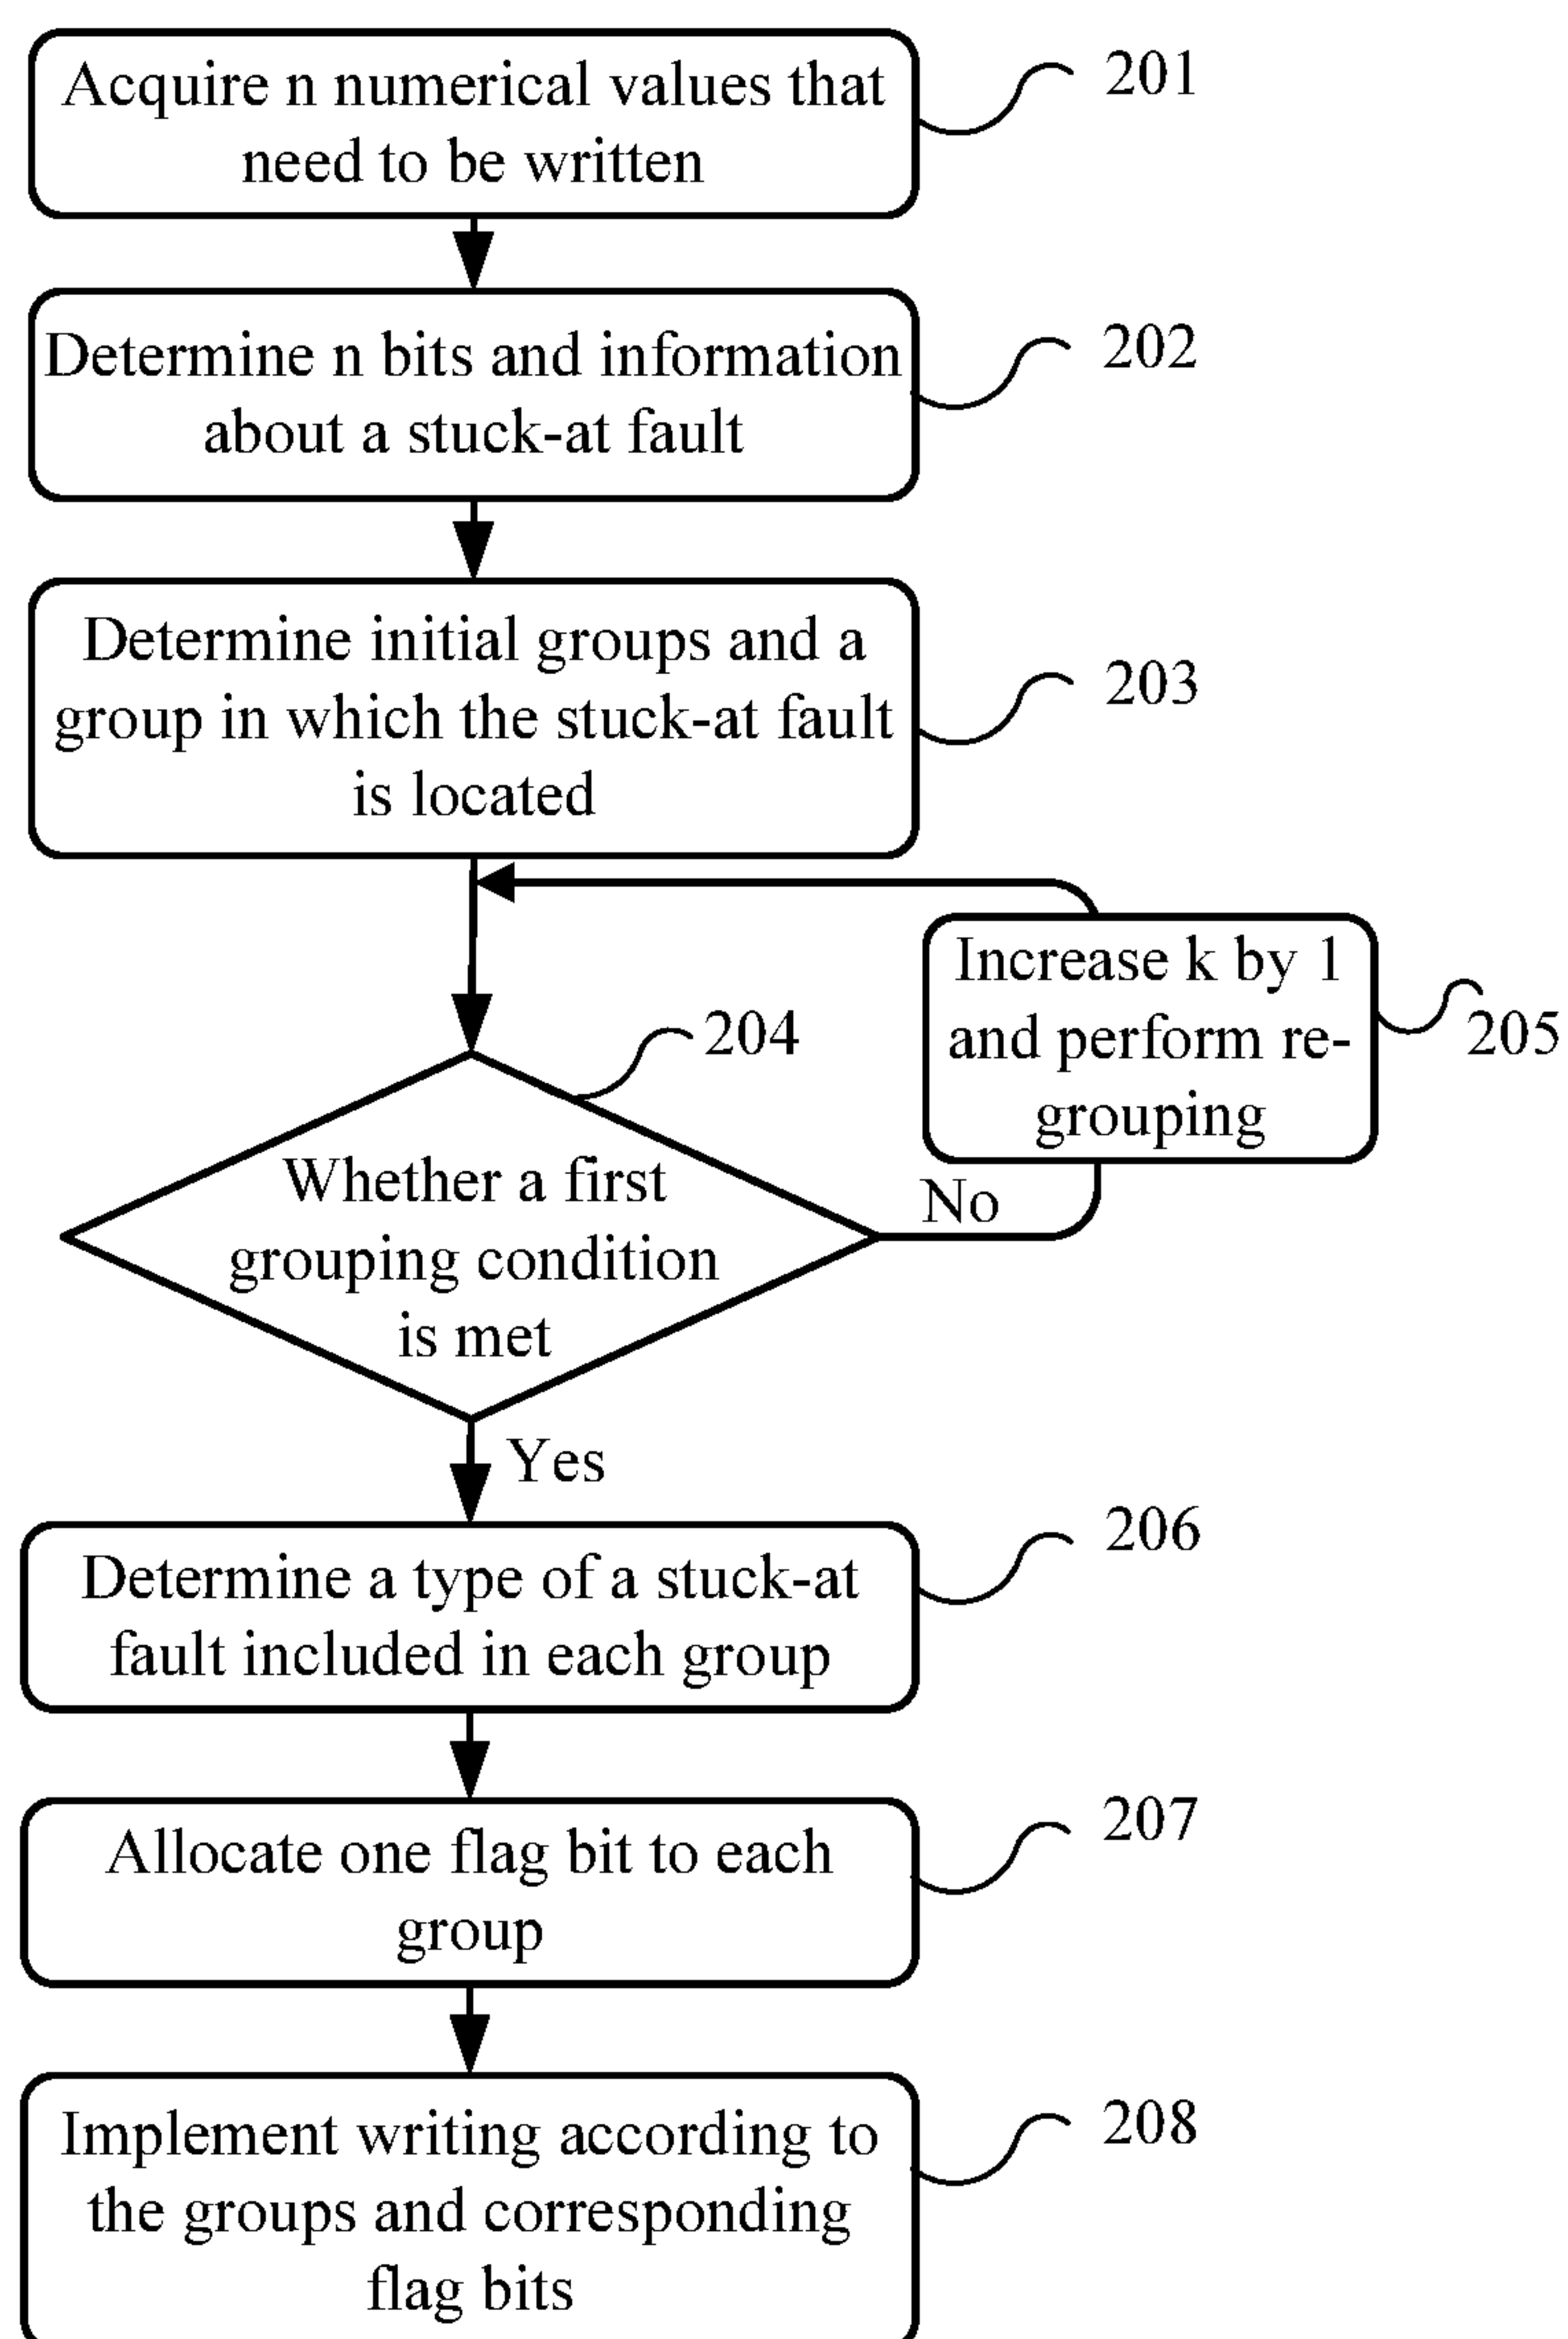 Acquire n numerical values that
need to be written
201
Determine n bits and information
about a stuck-at fault
202
Determine initial groups and a
group in which the stuck-at fault
is located
203
Increase k by 1
and perform re-
grouping
205
204
Whether a first
grouping condition
is met
No
Yes
Determine a type of a stuck-at
fault included in each group
206
Allocate one flag bit to each
group
207
Implement writing according to
the groups and corresponding
flag bits
208